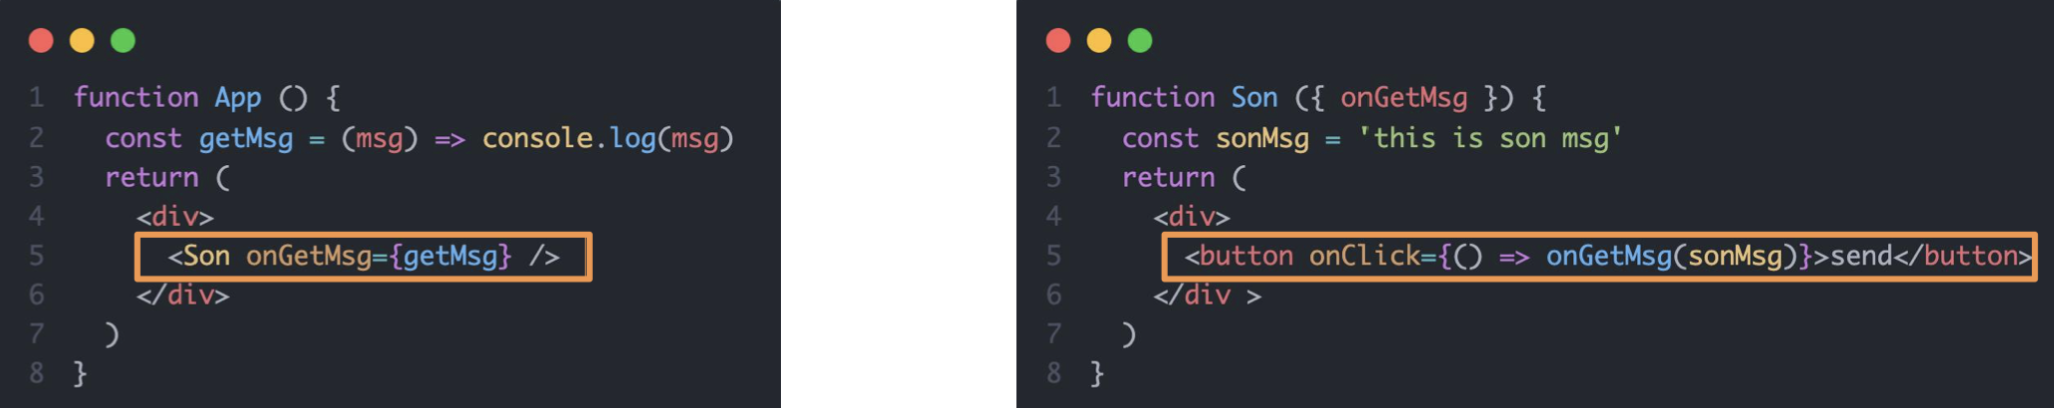 1 function App () {
2 const getMsg = (msg) => console.log(msg)
3 return (
4 <div>
5 <Son onGetMsg={getMsg} />
6 </div>
7 )
8 }
1 function Son ({ onGetMsg }) {
2 const sonMsg = 'this is son msg'
3 return (
4 <div>
5 <button onClick={() => onGetMsg(sonMsg)}>send</button>
6 </div >
7 )
8 }